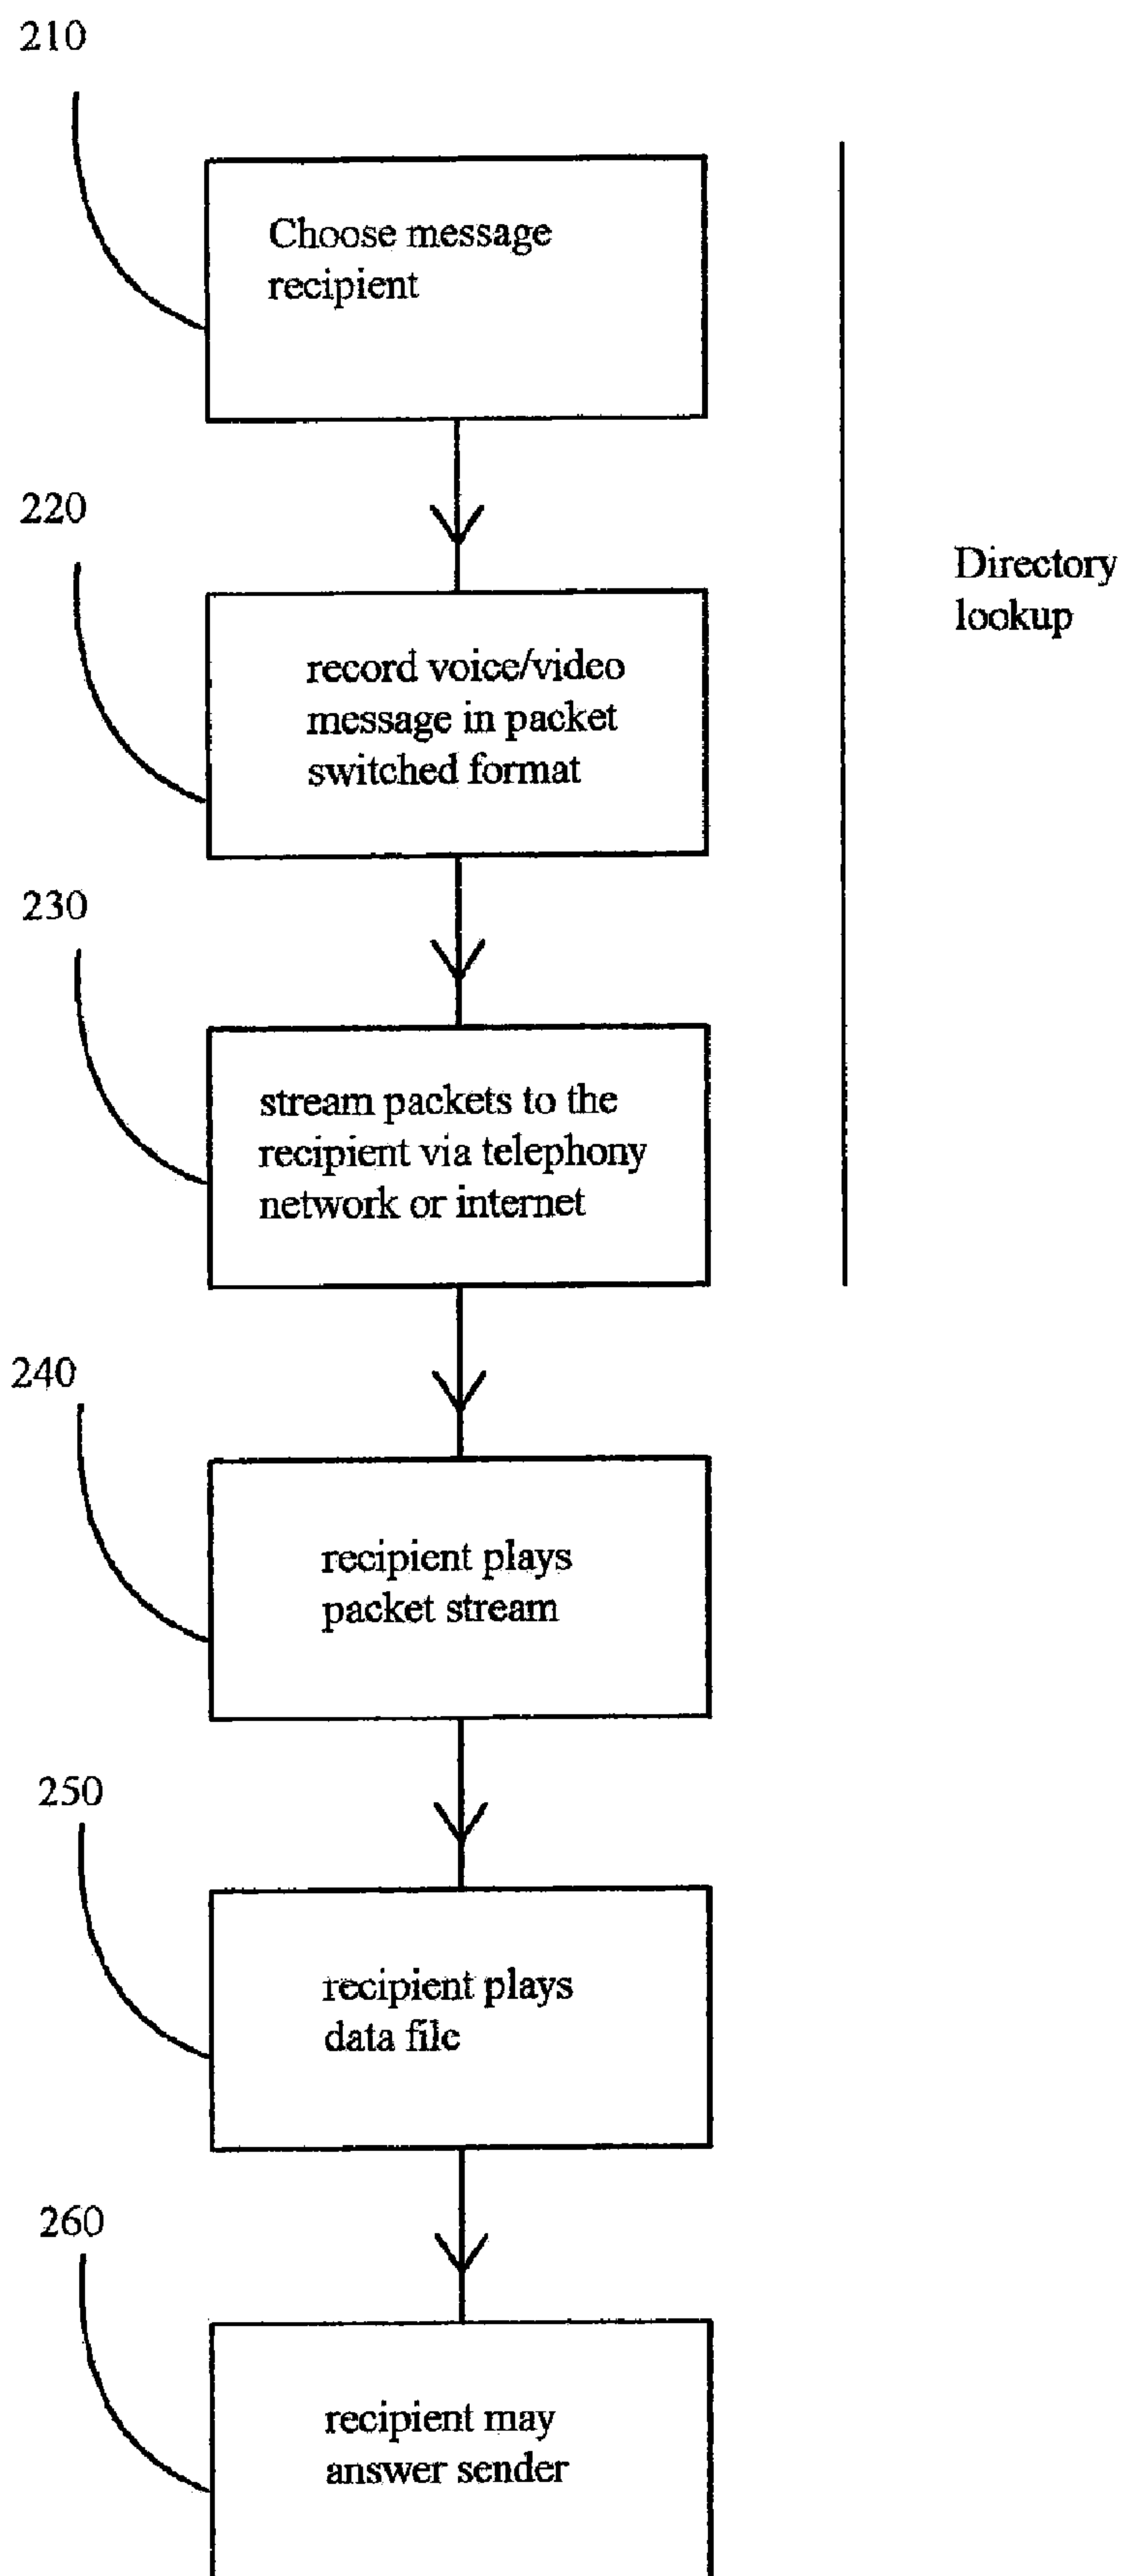 210
Choose message
recipient
220
record voice/video
message in packet
switched format
Directory
lookup
230
stream packets to the
recipient via telephony
network or internet
240
recipient plays
packet stream
250
recipient plays
data file
260
recipient may
answer sender